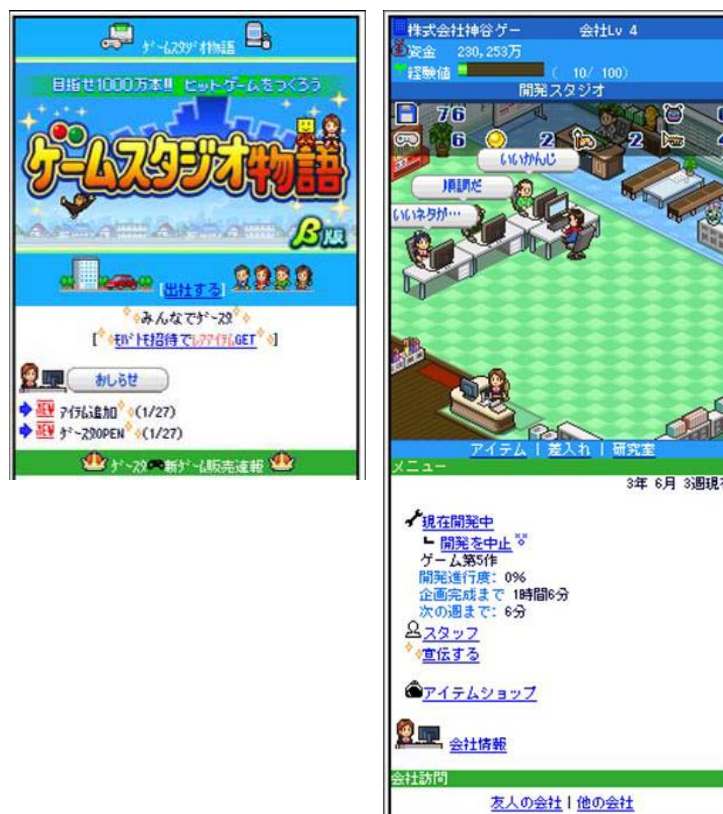 ｹﾞｰﾑｽﾀｼﾞｵ物語
目指せ1000万本!! ヒットゲームをつくろう
ゲームスタジオ物語
β版
[出社する]
みんなでｹﾞｰｽﾀ
[ﾓﾊﾞﾄﾓ招待でﾚｱｱｲﾃﾑGET]
おしらせ
NEW ｱｲﾃﾑ追加(1/27)
NEW ｹﾞｰｽﾀOPEN(1/27)
ｹﾞｰｽﾀ新ｹﾞｰﾑ販売速報
株式会社神谷ゲー 会社Lv 4
資金 230,253万
経験値 ( 10/ 100)
開発スタジオ
76
6 2 2 4
いいかんじ
順調だ
いいネタが…
アイテム | 差入れ | 研究室
メニュー
3年 6月 3週現在
現在開発中
┗ 開発を中止
ゲーム第5作
開発進行度: 0%
企画完成まで 1時間6分
次の週まで: 6分
スタッフ
宣伝する
アイテムショップ
会社情報
会社訪問
友人の会社 | 他の会社